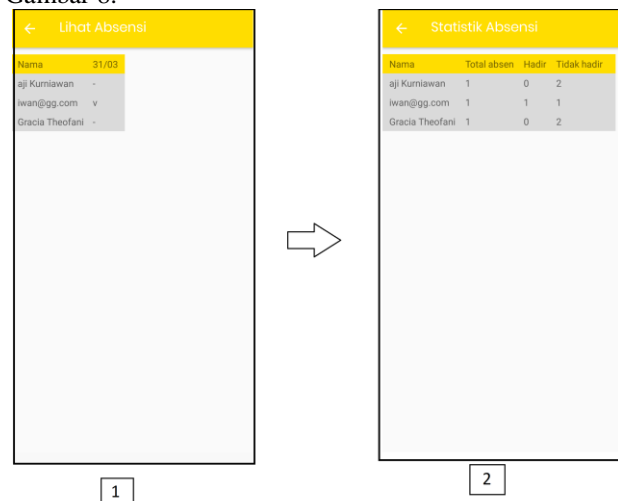 Gambar 6.
Lihat Absensi
Nama 31/03
aji Kurniawan -
iwan@gg.com v
Gracia Theofani -
1
Statistik Absensi
Nama Total absen Hadir Tidak hadir
aji Kurniawan 1 0 2
iwan@gg.com 1 1 1
Gracia Theofani 1 0 2
2